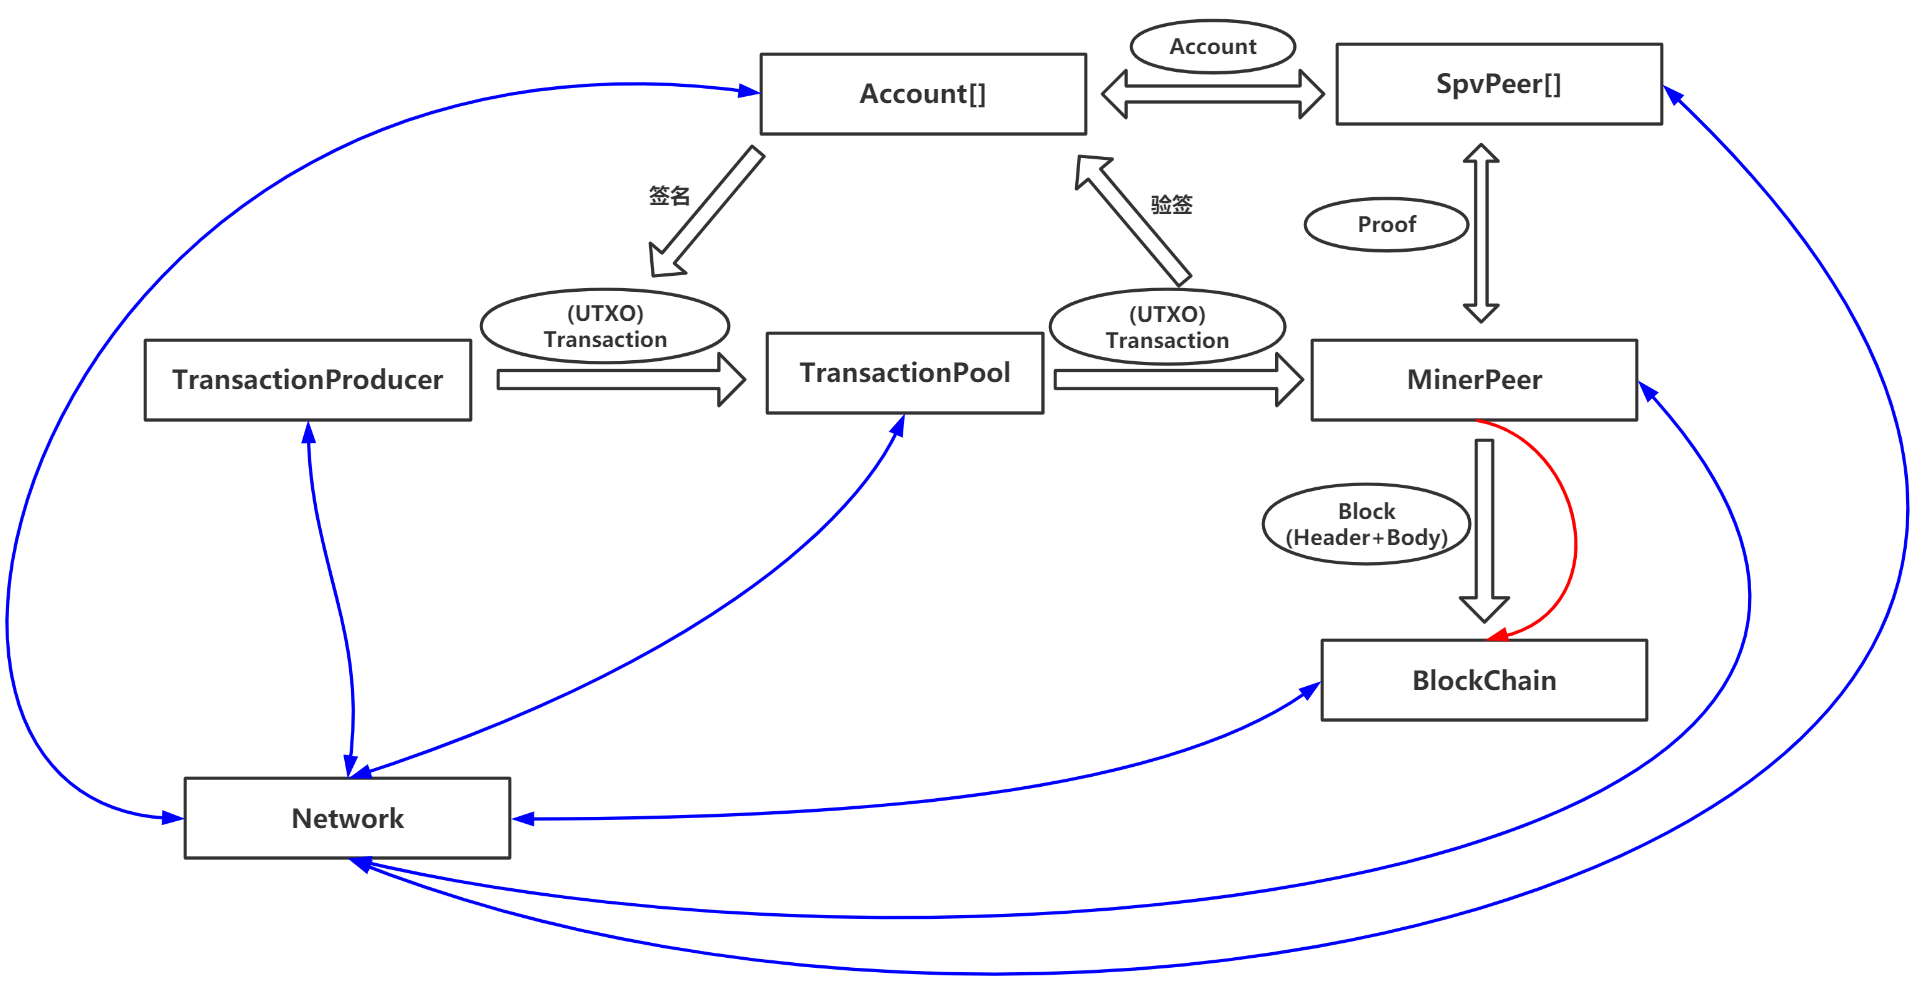 Account
Account[]
SpvPeer[]
签名
验签
Proof
(UTXO)
Transaction
(UTXO)
Transaction
TransactionProducer
TransactionPool
MinerPeer
Block
(Header+Body)
BlockChain
Network